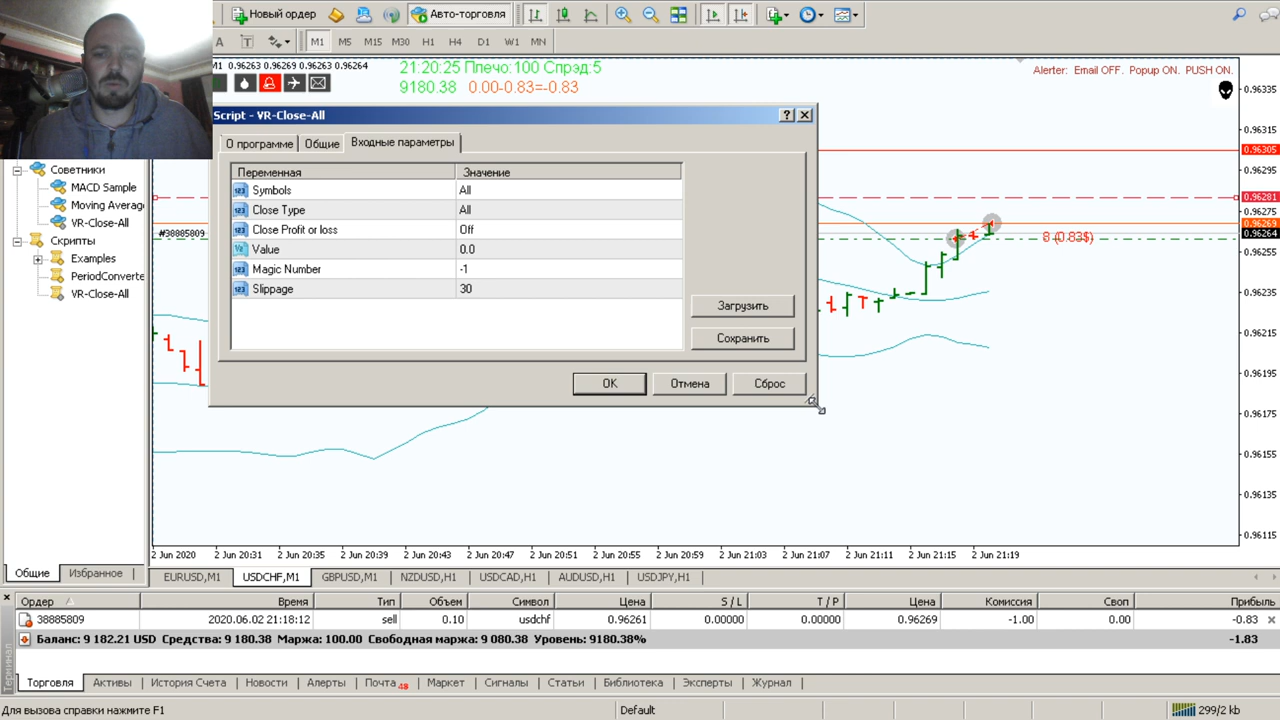 Новый ордер
Авто-торговля
A T M1 M5 M15 M30 H1 H4 D1 W1 MN
0.96263 0.96269 0.96263 0.96264
21:20:25 Плечо:100 Спрэд:5
9180.38 0.00-0.83=-0.83
Alerter: Email OFF. Popup ON. PUSH ON.
Script - VR-Close-All
О программе Общие Входные параметры
Переменная Значение
Symbols All
Close Type All
Close Profit or loss Off
Value 0.0
Magic Number -1
Slippage 30
Загрузить
Сохранить
OK Отмена Сброс
Советники
MACD Sample
Moving Average
VR-Close-All
Скрипты
Examples
PeriodConverte
VR-Close-All
#38885809
8 (0.83$)
0.96335
0.96315
0.96305
0.96295
0.96281
0.96275
0.96269
0.96264
0.96255
0.96235
0.96215
0.96195
0.96175
0.96155
0.96135
0.96115
2 Jun 2020 2 Jun 20:31 2 Jun 20:35 2 Jun 20:39 2 Jun 20:43 2 Jun 20:47 2 Jun 20:51 2 Jun 20:55 2 Jun 20:59 2 Jun 21:03 2 Jun 21:07 2 Jun 21:11 2 Jun 21:15 2 Jun 21:19
Общие Избранное
EURUSD,M1 USDCHF,M1 GBPUSD,M1 NZDUSD,H1 USDCAD,H1 AUDUSD,H1 USDJPY,H1
Ордер Время Тип Объем Символ Цена S / L T / P Цена Комиссия Своп Прибыль
38885809 2020.06.02 21:18:12 sell 0.10 usdchf 0.96261 0.00000 0.00000 0.96269 -1.00 0.00 -0.83
Баланс: 9 182.21 USD Средства: 9 180.38 Маржа: 100.00 Свободная маржа: 9 080.38 Уровень: 9180.38% -1.83
Терминал
Торговля Активы История Счета Новости Алерты Почта 48 Маркет Сигналы Статьи Библиотека Эксперты Журнал
Для вызова справки нажмите F1 Default 299/2 kb